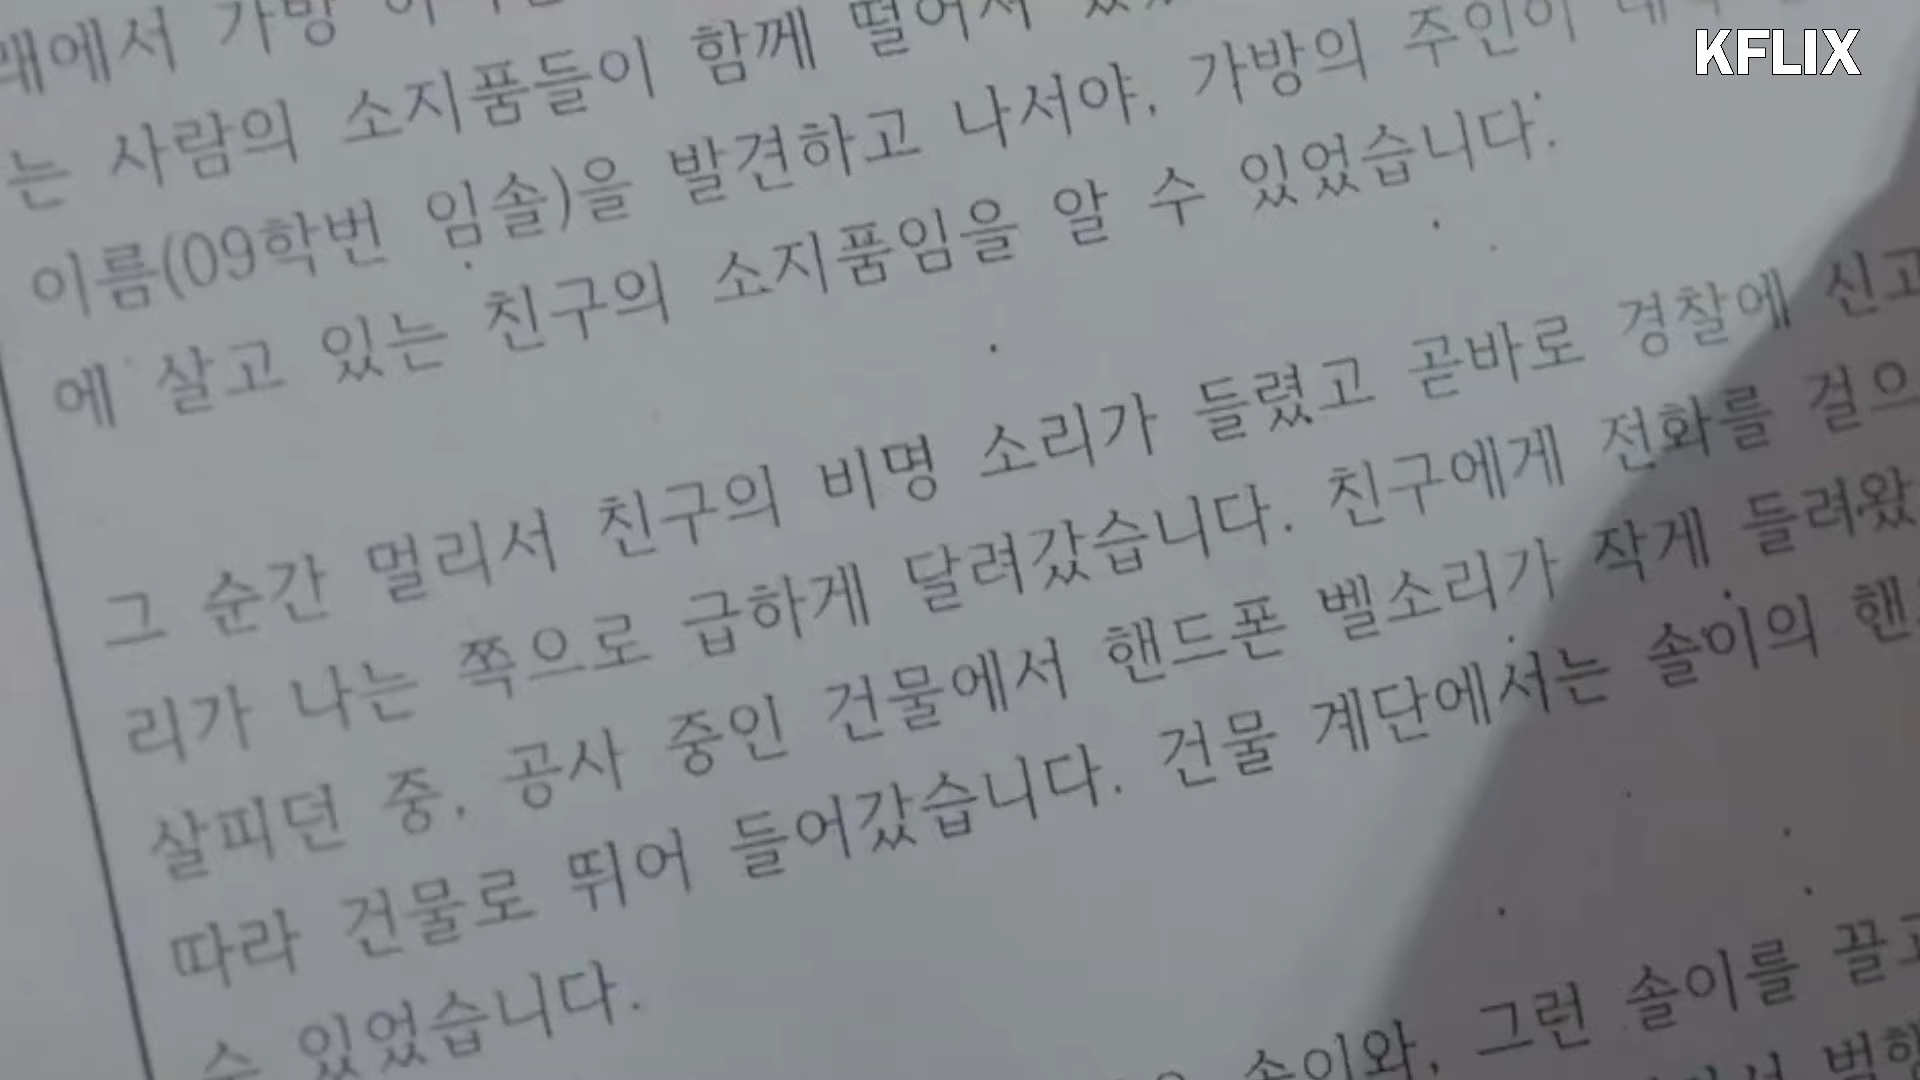 KFLIX
가방
는 사람의 소지품들이 함께 떨어져
이름(09학번 임솔)을 발견하고 나서야, 가방의 주인이
에 살고 있는 친구의 소지품임을 알 수 있었습니다.
그 순간 멀리서 친구의 비명 소리가 들렸고 곧바로 경찰에 신고
리가 나는 쪽으로 급하게 달려갔습니다. 친구에게 전화를 걸으
살피던 중, 공사 중인 건물에서 핸드폰 벨소리가 작게 들려왔
따라 건물로 뛰어 들어갔습니다. 건물 계단에서는 솔이의 핸
수 있었습니다.
솔이와, 그런 솔이를 끌고